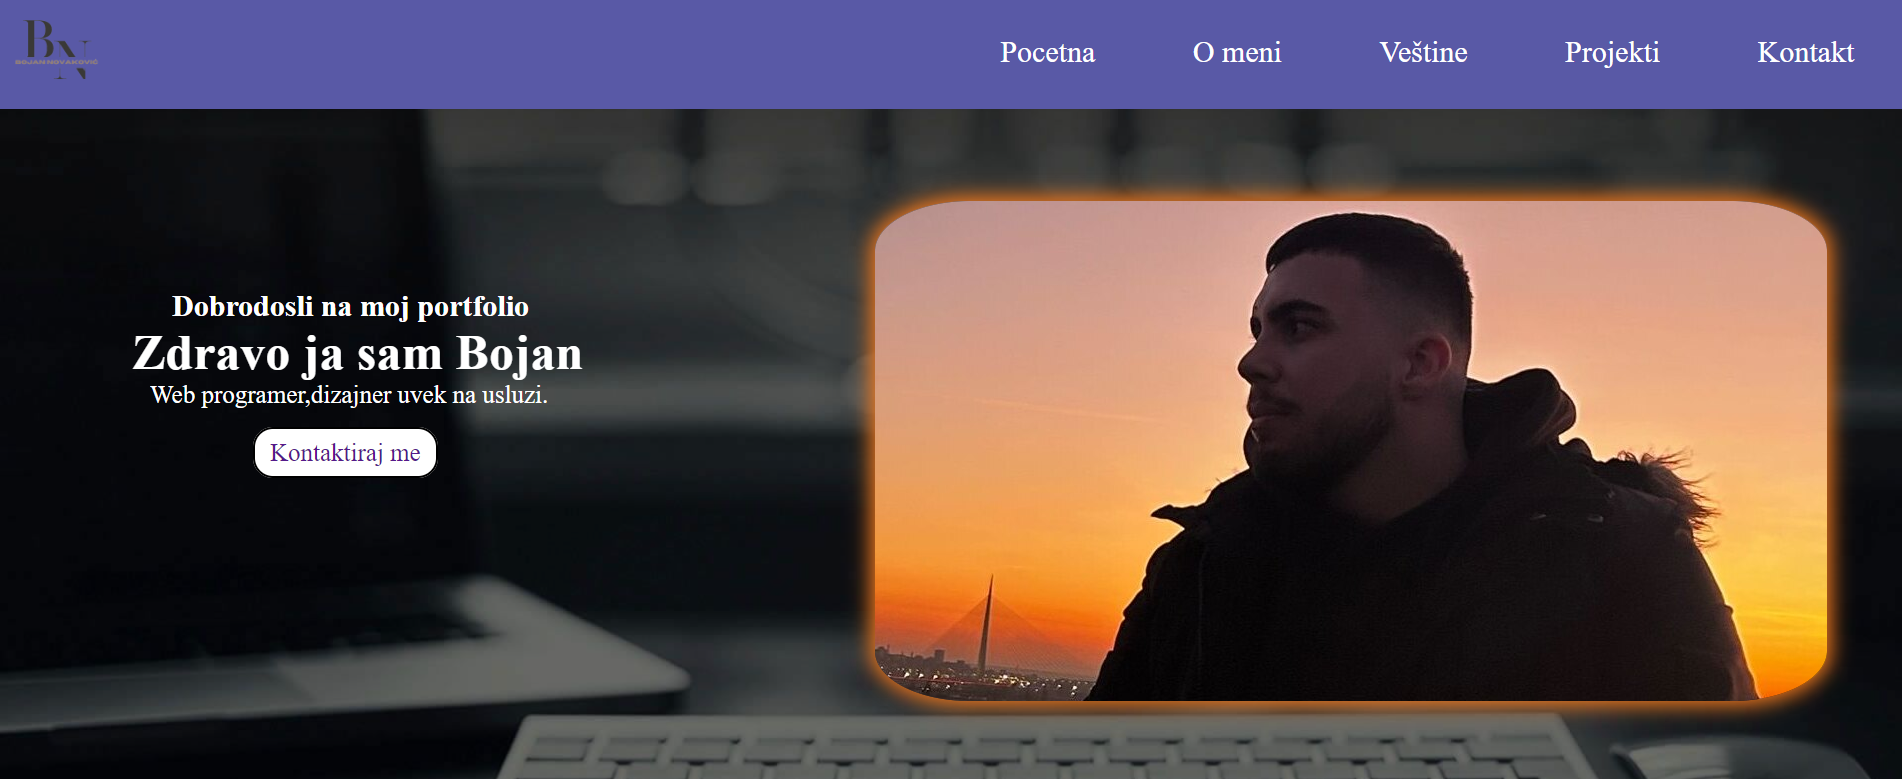 BN
BOJAN NOVAKOVIĆ
Pocetna O meni Veštine Projekti Kontakt
Dobrodosli na moj portfolio
Zdravo ja sam Bojan
Web programer,dizajner uvek na usluzi.
Kontaktiraj me